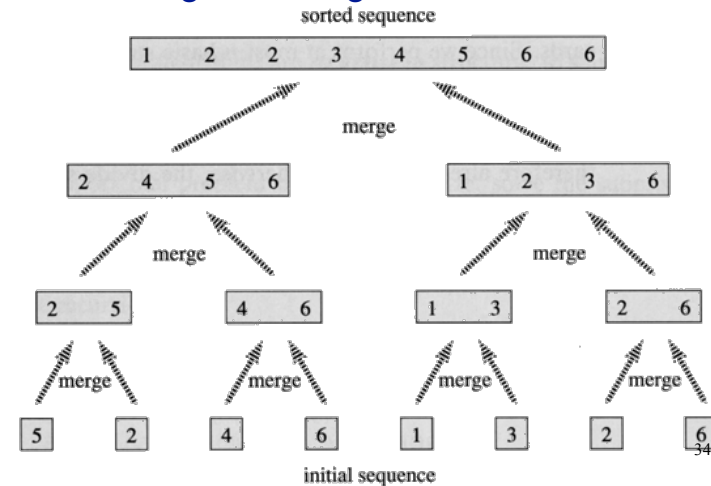 sorted sequence
1 2 2 3 4 5 6 6
merge
2 4 5 6 1 2 3 6
merge merge
2 5 4 6 1 3 2 6
merge merge merge merge
5 2 4 6 1 3 2 6
34
initial sequence